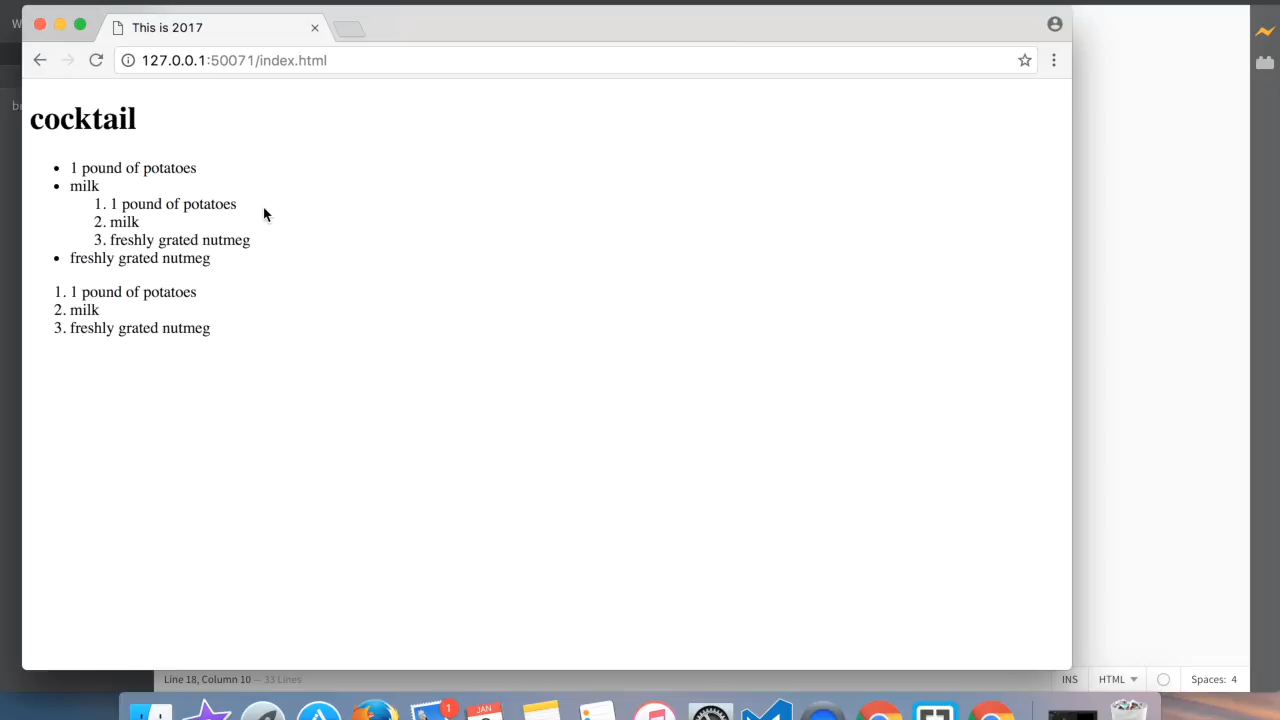 W
This is 2017
127.0.0.1:50071/index.html
cocktail
• 1 pound of potatoes
• milk
1. 1 pound of potatoes
2. milk
3. freshly grated nutmeg
• freshly grated nutmeg
1. 1 pound of potatoes
2. milk
3. freshly grated nutmeg
Line 18, Column 10 — 33 Lines
INS
HTML
Spaces: 4
1
JAN